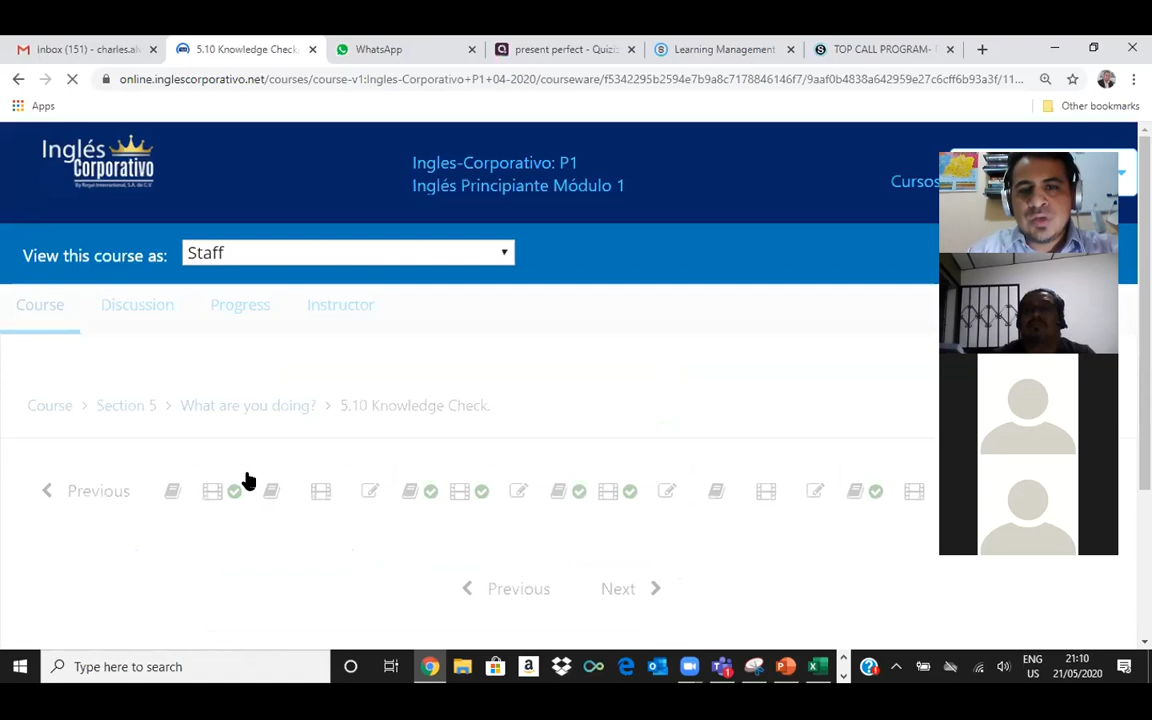 inbox (151) - charles.al
5.10 Knowledge Check
WhatsApp
present perfect - Quiziz
Learning Management
TOP CALL PROGRAM-
online.inglescorporativo.net/courses/course-v1:Ingles-Corporativo+P1+04-2020/courseware/f5342295b2594e7b9a8c7178846146f7/9aaf0b4838a642959e27c6cff6b93a3f/11...
Apps
Other bookmarks
Inglés
Corporativo
Ingles-Corporativo: P1
Inglés Principiante Módulo 1
Cursos
View this course as:
Staff
Course
Discussion
Progress
Instructor
Course > Section 5 > What are you doing? > 5.10 Knowledge Check.
Previous
Previous
Next
Type here to search
ENG
US
21:10
21/05/2020